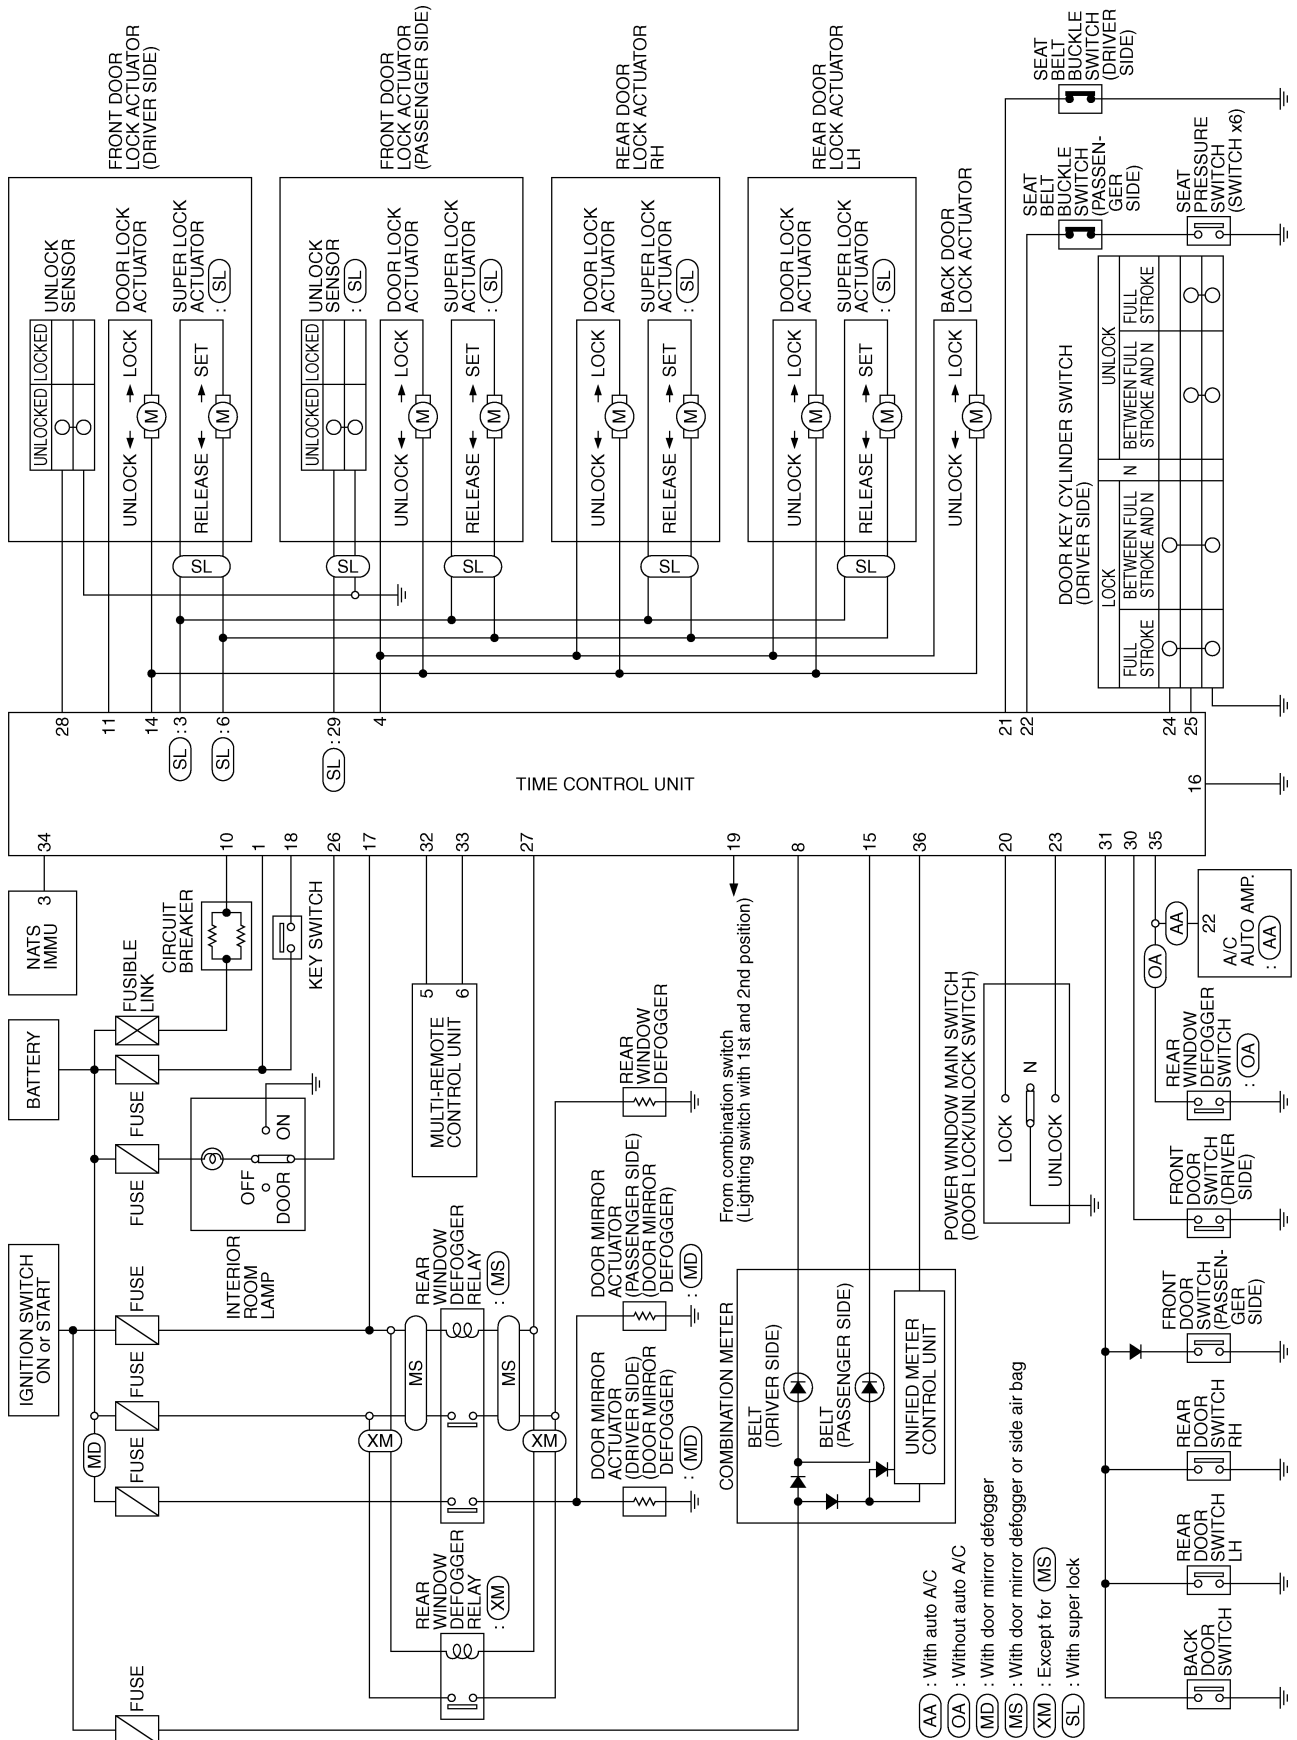 IGNITION SWITCH
ON or START
BATTERY
NATS
IMMU
3
34
MD
FUSE
FUSE
FUSE
FUSE
FUSE
FUSE
FUSIBLE
LINK
CIRCUIT
BREAKER
KEY SWITCH
INTERIOR
ROOM
LAMP
OFF
DOOR
ON
10
1
18
26
17
32
33
27
19
8
15
36
20
23
31
30
35
MULTI-REMOTE
CONTROL UNIT
5
6
REAR
WINDOW
DEFOGGER
RELAY
: MS
MS
MS
XM
XM
REAR
WINDOW
DEFOGGER
RELAY
: XM
REAR
WINDOW
DEFOGGER
DOOR MIRROR
ACTUATOR
(PASSENGER SIDE)
(DOOR MIRROR
DEFOGGER)
: MD
DOOR MIRROR
ACTUATOR
(DRIVER SIDE)
(DOOR MIRROR
DEFOGGER)
: MD
From combination switch
(Lighting switch with 1st and 2nd position)
COMBINATION METER
BELT
(DRIVER SIDE)
BELT
(PASSENGER SIDE)
UNIFIED METER
CONTROL UNIT
POWER WINDOW MAIN SWITCH
(DOOR LOCK/UNLOCK SWITCH)
LOCK
N
UNLOCK
AA : With auto A/C
OA : Without auto A/C
MD : With door mirror defogger
MS : With door mirror defogger or side air bag
XM : Except for MS
SL : With super lock
BACK
DOOR
SWITCH
REAR
DOOR
SWITCH
LH
REAR
DOOR
SWITCH
RH
FRONT
DOOR
SWITCH
(PASSEN-
GER
SIDE)
FRONT
DOOR
SWITCH
(DRIVER
SIDE)
REAR
WINDOW
DEFOGGER
SWITCH
: OA
OA
AA
22
A/C
AUTO AMP.
: AA
TIME CONTROL UNIT
16
28
11
14
SL : 3
SL : 6
SL : 29
4
21
22
24
25
FRONT DOOR
LOCK ACTUATOR
(DRIVER SIDE)
UNLOCK
SENSOR
UNLOCKED
LOCKED
DOOR LOCK
ACTUATOR
UNLOCK
LOCK
M
SUPER LOCK
ACTUATOR
: SL
RELEASE
SET
M
SL
FRONT DOOR
LOCK ACTUATOR
(PASSENGER SIDE)
UNLOCK
SENSOR
: SL
UNLOCKED
LOCKED
DOOR LOCK
ACTUATOR
UNLOCK
LOCK
M
SUPER LOCK
ACTUATOR
: SL
RELEASE
SET
M
SL
SL
REAR DOOR
LOCK ACTUATOR
RH
DOOR LOCK
ACTUATOR
UNLOCK
LOCK
M
SUPER LOCK
ACTUATOR
: SL
RELEASE
SET
M
SL
REAR DOOR
LOCK ACTUATOR
LH
DOOR LOCK
ACTUATOR
UNLOCK
LOCK
M
SUPER LOCK
ACTUATOR
: SL
RELEASE
SET
M
SL
BACK DOOR
LOCK ACTUATOR
UNLOCK
LOCK
M
SEAT
BELT
BUCKLE
SWITCH
(DRIVER
SIDE)
SEAT
BELT
BUCKLE
SWITCH
(PASSEN-
GER
SIDE)
SEAT
PRESSURE
SWITCH
(SWITCH x6)
DOOR KEY CYLINDER SWITCH
(DRIVER SIDE)
LOCK
N
UNLOCK
FULL
STROKE
BETWEEN FULL
STROKE AND N
BETWEEN FULL
STROKE AND N
FULL
STROKE